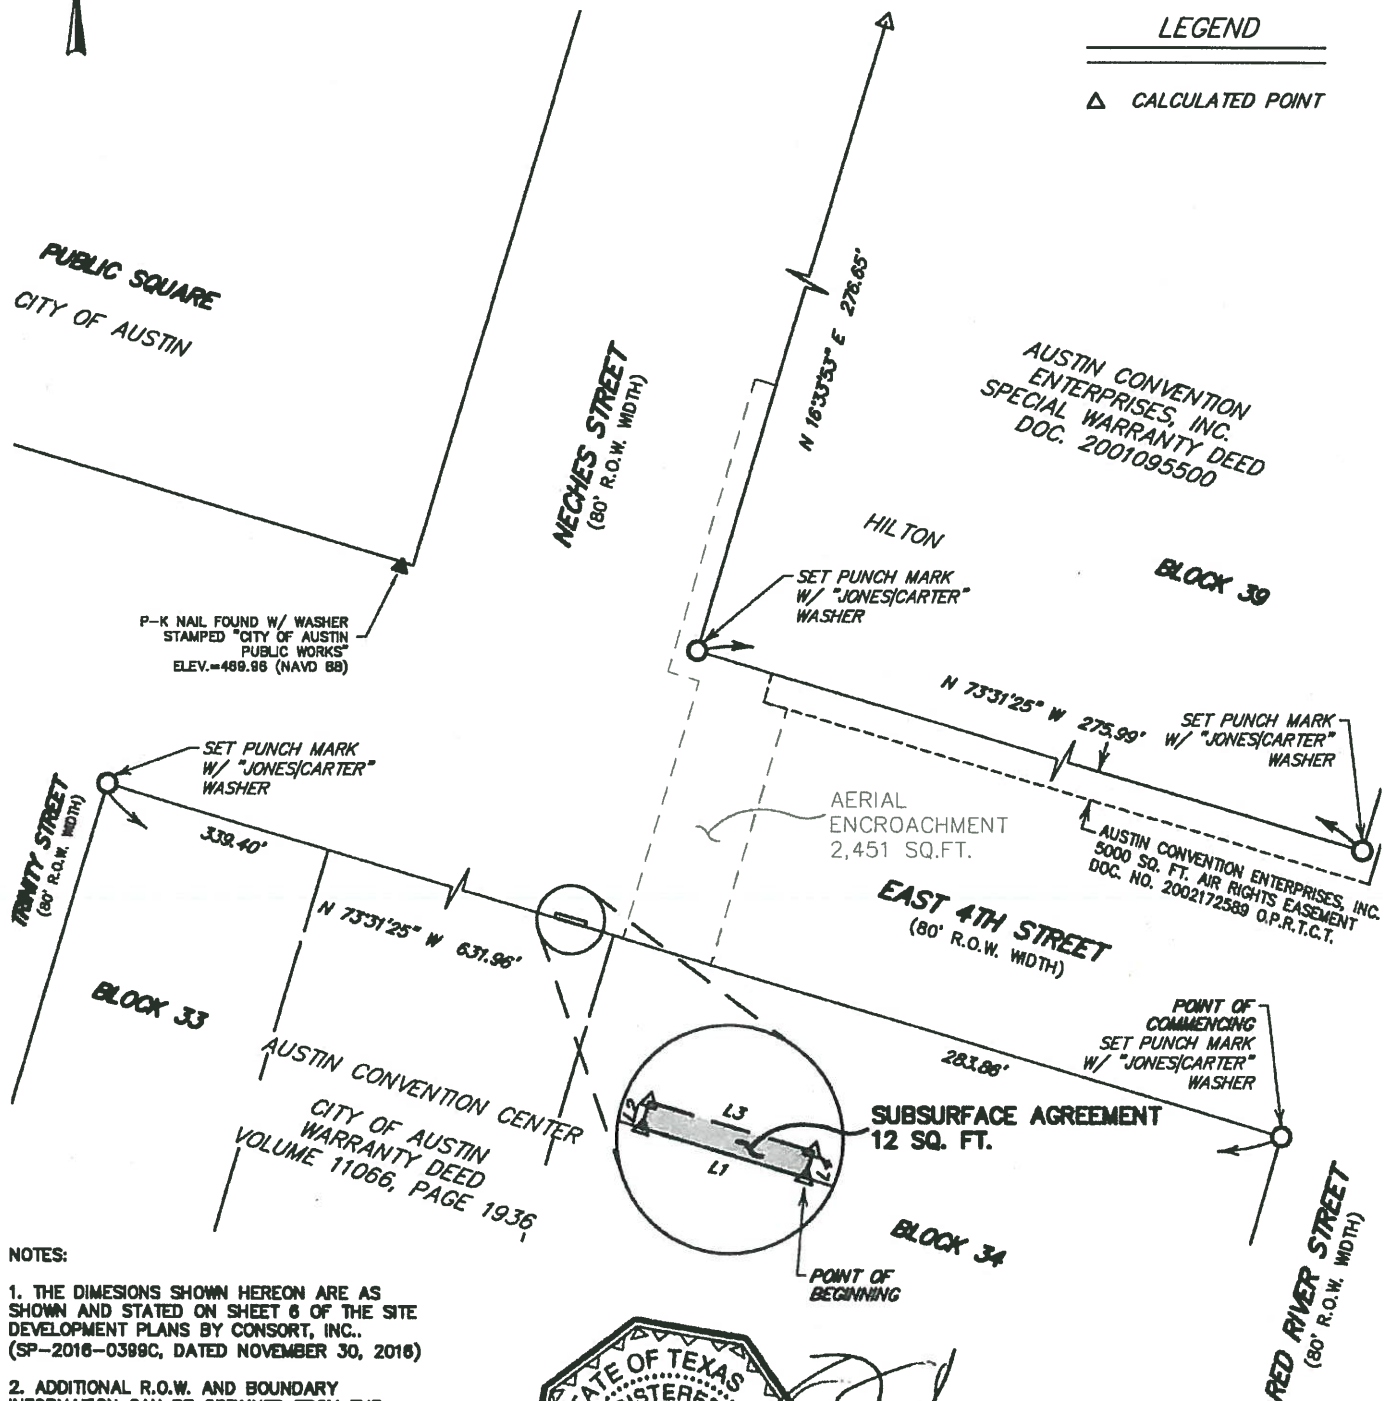 LEGEND
CALCULATED POINT
PUBLIC SQUARE
CITY OF AUSTIN
NECHES STREET
(80' R.O.W. WIDTH)
N 16°33'53" E 276.65'
AUSTIN CONVENTION
ENTERPRISES, INC.
SPECIAL WARRANTY DEED
DOC. 2001095500
HILTON
BLOCK 39
SET PUNCH MARK
W/ "JONES|CARTER"
WASHER
P-K NAIL FOUND W/ WASHER
STAMPED "CITY OF AUSTIN
PUBLIC WORKS"
(NAVD 88)
N 73°31'25" W 275.99'
SET PUNCH MARK
W/ "JONES|CARTER"
WASHER
SET PUNCH MARK
W/ "JONES|CARTER"
WASHER
TRINITY STREET
(80' R.O.W. WIDTH)
339.40'
AERIAL
ENCROACHMENT
2,451 SQ.FT.
AUSTIN CONVENTION ENTERPRISES, INC.
5000 SQ. FT. AIR RIGHTS EASEMENT
DOC. NO. 2002172589 O.P.R.T.C.T.
EAST 4TH STREET
(80' R.O.W. WIDTH)
N 73°31'25" W 631.96'
BLOCK 33
POINT OF
COMMENCING
SET PUNCH MARK
W/ "JONES|CARTER"
WASHER
283.86'
AUSTIN CONVENTION CENTER
CITY OF AUSTIN
WARRANTY DEED
VOLUME 11066, PAGE 1936
L2
L3
L1
L4
SUBSURFACE AGREEMENT
12 SQ. FT.
BLOCK 34
POINT OF
BEGINNING
RED RIVER STREET
(80' R.O.W. WIDTH)
NOTES:
1. THE DIMESIONS SHOWN HEREON ARE AS
SHOWN AND STATED ON SHEET 6 OF THE SITE
DEVELOPMENT PLANS BY CONSORT, INC..
(SP-2016-0399C, DATED NOVEMBER 30, 2016)
2. ADDITIONAL R.O.W. AND BOUNDARY
OF TEXAS